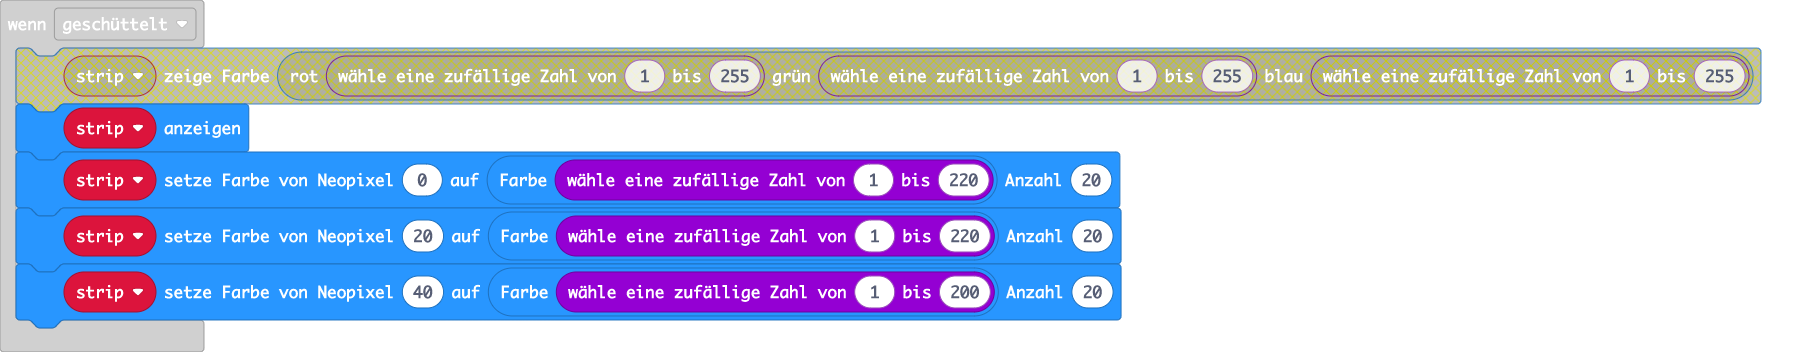 wenn geschüttelt
strip zeige Farbe rot wähle eine zufällige Zahl von 1 bis 255 grün wähle eine zufällige Zahl von 1 bis 255 blau wähle eine zufällige Zahl von 1 bis 255
strip anzeigen
strip setze Farbe von Neopixel 0 auf Farbe wähle eine zufällige Zahl von 1 bis 220 Anzahl 20
strip setze Farbe von Neopixel 20 auf Farbe wähle eine zufällige Zahl von 1 bis 220 Anzahl 20
strip setze Farbe von Neopixel 40 auf Farbe wähle eine zufällige Zahl von 1 bis 200 Anzahl 20